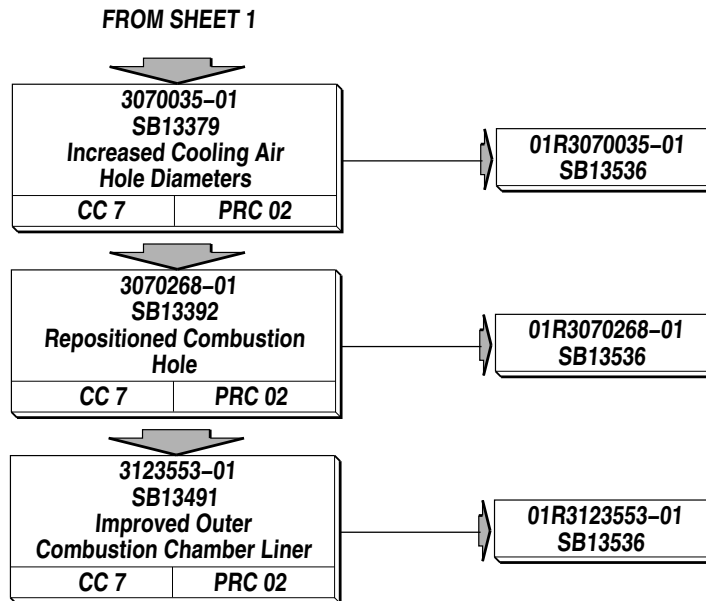 FROM SHEET 1
3070035–01
SB13379
Increased Cooling Air
Hole Diameters
CC 7 PRC 02
01R3070035–01
SB13536
3070268–01
SB13392
Repositioned Combustion
Hole
CC 7 PRC 02
01R3070268–01
SB13536
3123553–01
SB13491
Improved Outer
Combustion Chamber Liner
CC 7 PRC 02
01R3123553–01
SB13536